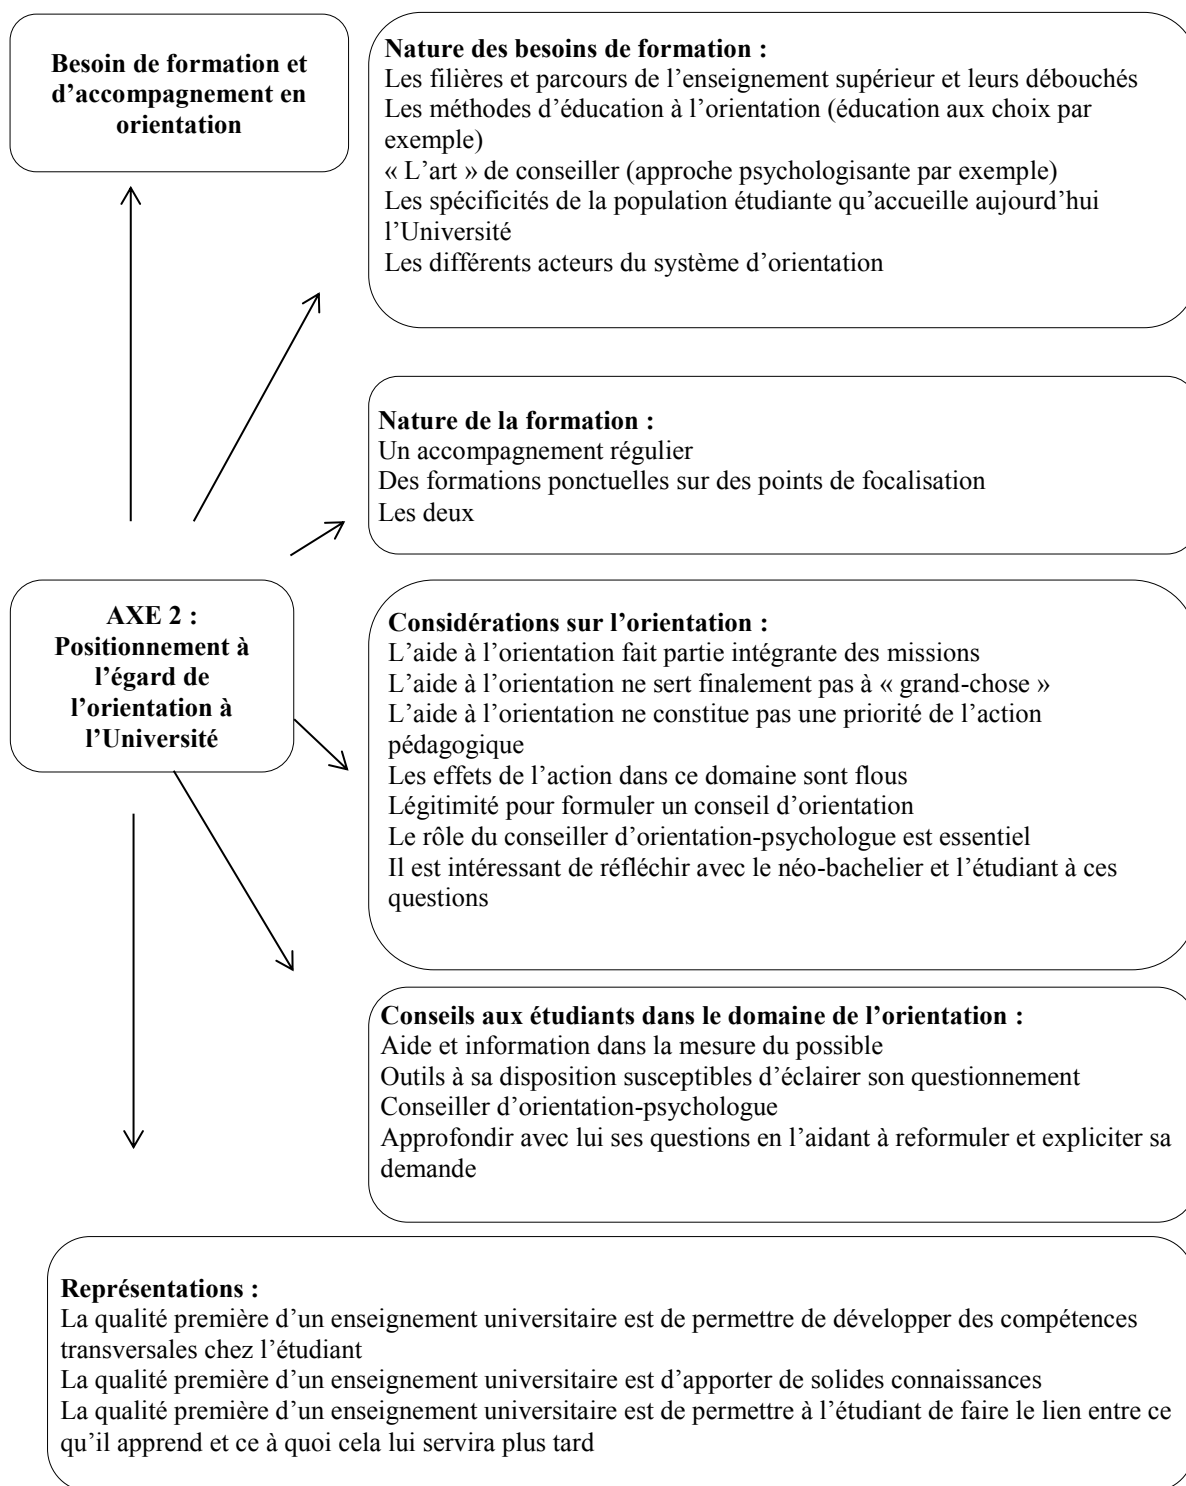 Besoin de formation et
d’accompagnement en
orientation
Nature des besoins de formation :
Les filières et parcours de l’enseignement supérieur et leurs débouchés
Les méthodes d’éducation à l’orientation (éducation aux choix par
exemple)
« L’art » de conseiller (approche psychologisante par exemple)
Les spécificités de la population étudiante qu’accueille aujourd’hui
l’Université
Les différents acteurs du système d’orientation
Nature de la formation :
Un accompagnement régulier
Des formations ponctuelles sur des points de focalisation
Les deux
AXE 2 :
Positionnement à
l’égard de
l’orientation à
l’Université
Considérations sur l’orientation :
L’aide à l’orientation fait partie intégrante des missions
L’aide à l’orientation ne sert finalement pas à « grand-chose »
L’aide à l’orientation ne constitue pas une priorité de l’action
pédagogique
Les effets de l’action dans ce domaine sont flous
Légitimité pour formuler un conseil d’orientation
Le rôle du conseiller d’orientation-psychologue est essentiel
Il est intéressant de réfléchir avec le néo-bachelier et l’étudiant à ces
questions
Conseils aux étudiants dans le domaine de l’orientation :
Aide et information dans la mesure du possible
Outils à sa disposition susceptibles d’éclairer son questionnement
Conseiller d’orientation-psychologue
Approfondir avec lui ses questions en l’aidant à reformuler et expliciter sa
demande
Représentations :
La qualité première d’un enseignement universitaire est de permettre de développer des compétences
transversales chez l’étudiant
La qualité première d’un enseignement universitaire est d’apporter de solides connaissances
La qualité première d’un enseignement universitaire est de permettre à l’étudiant de faire le lien entre ce
qu’il apprend et ce à quoi cela lui servira plus tard